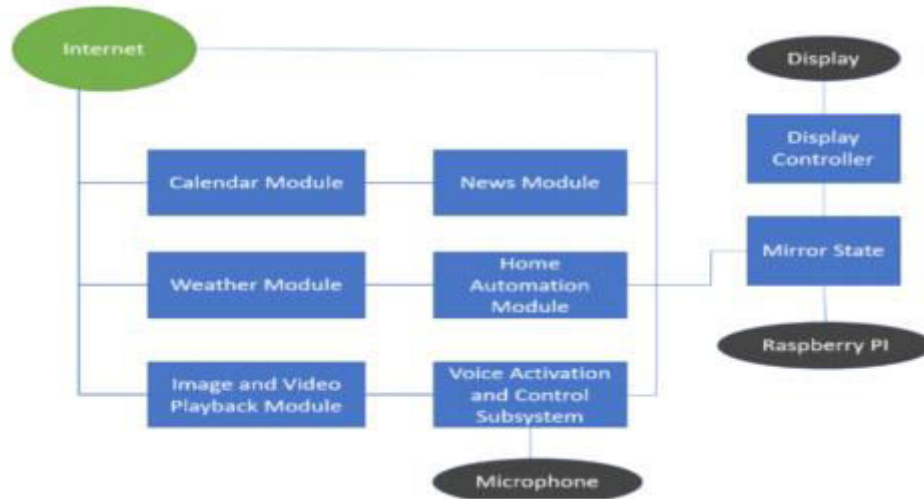 Internet
Display
Display
Controller
Calendar Module
News Module
Mirror State
Weather Module
Home
Automation
Module
Raspberry PI
Image and Video
Playback Module
Voice Activation
and Control
Subsystem
Microphone